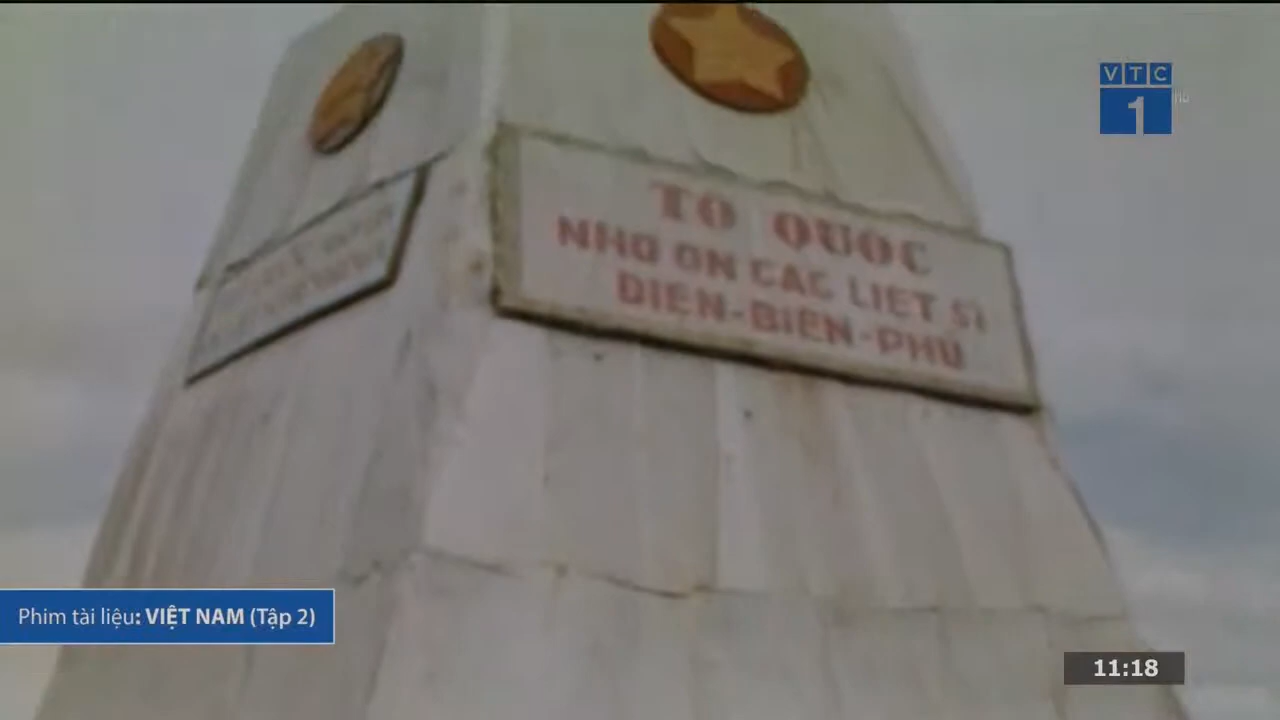 VTC
1
TO QUOC
NHO ON CAC LIET SI
DIEN-BIEN-PHU
Phim tài liệu: VIỆT NAM (Tập 2)
11:18